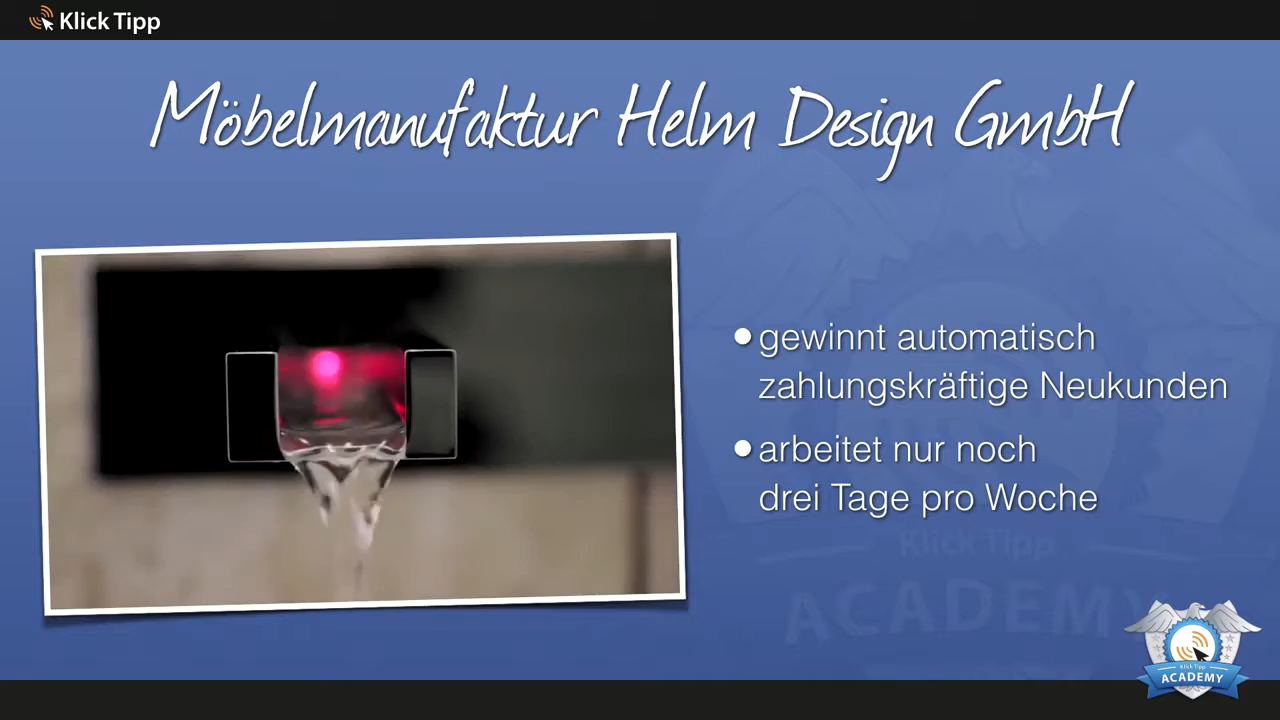 Klick Tipp
Möbelmanufaktur Helm Design GmbH
• gewinnt automatisch
zahlungskräftige Neukunden
• arbeitet nur noch
drei Tage pro Woche
Klick Tipp
ACADEMY
Klick Tipp
ACADEMY